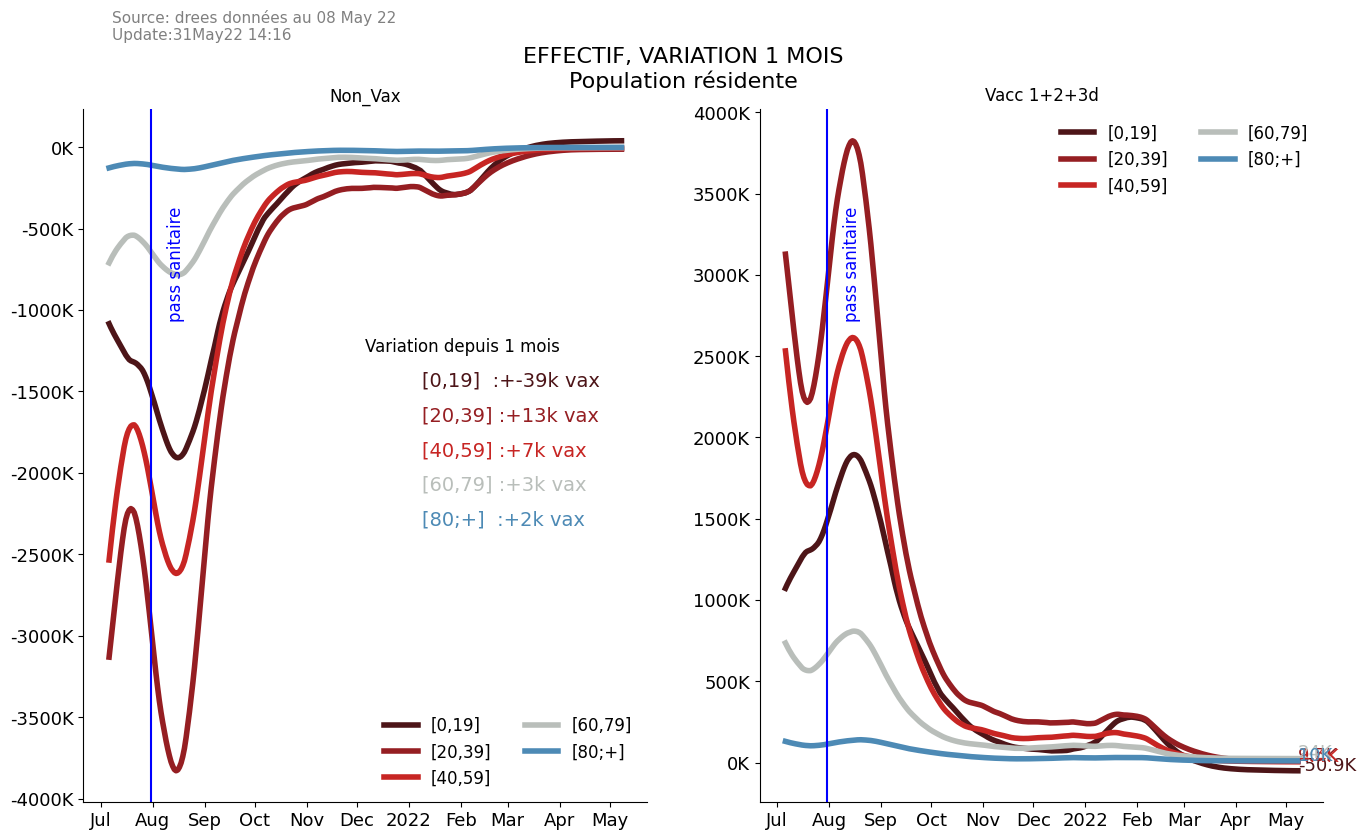 Source: drees données au 08 May 22
Update:31May22 14:16
EFFECTIF, VARIATION 1 MOIS
Population résidente
Non_Vax
0K
-500K
-1000K
-1500K
-2000K
-2500K
-3000K
-3500K
-4000K
pass sanitaire
Variation depuis 1 mois
[0,19] :+-39k vax
[20,39] :+13k vax
[40,59] :+7k vax
[60,79] :+3k vax
[80;+] :+2k vax
[0,19] [60,79]
[20,39] [80;+]
[40,59]
Jul Aug Sep Oct Nov Dec 2022 Feb Mar Apr May
Vacc 1+2+3d
4000K
3500K
3000K
2500K
2000K
1500K
1000K
500K
0K
pass sanitaire
[0,19] [60,79]
[20,39] [80;+]
[40,59]
-50.9K
Jul Aug Sep Oct Nov Dec 2022 Feb Mar Apr May